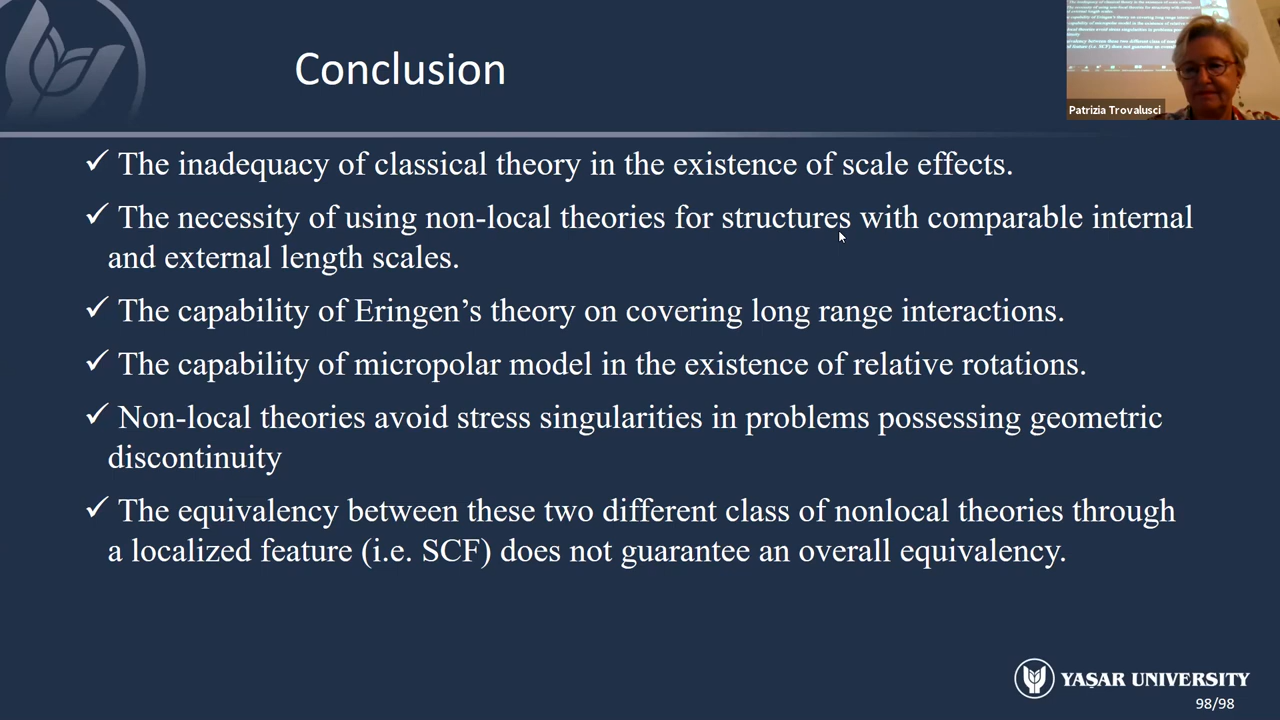 Conclusion
Patrizia Trovalusci
✓ The inadequacy of classical theory in the existence of scale effects.
✓ The necessity of using non-local theories for structures with comparable internal
and external length scales.
✓ The capability of Eringen’s theory on covering long range interactions.
✓ The capability of micropolar model in the existence of relative rotations.
✓ Non-local theories avoid stress singularities in problems possessing geometric
discontinuity
✓ The equivalency between these two different class of nonlocal theories through
a localized feature (i.e. SCF) does not guarantee an overall equivalency.
YAŞAR UNIVERSITY
98/98